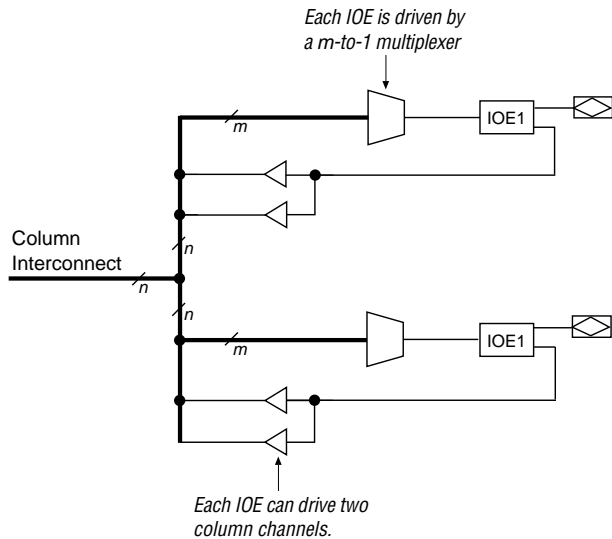 Each IOE is driven by
a m-to-1 multiplexer
m
IOE1
Column
Interconnect
n
n
n
m
IOE1
Each IOE can drive two
column channels.